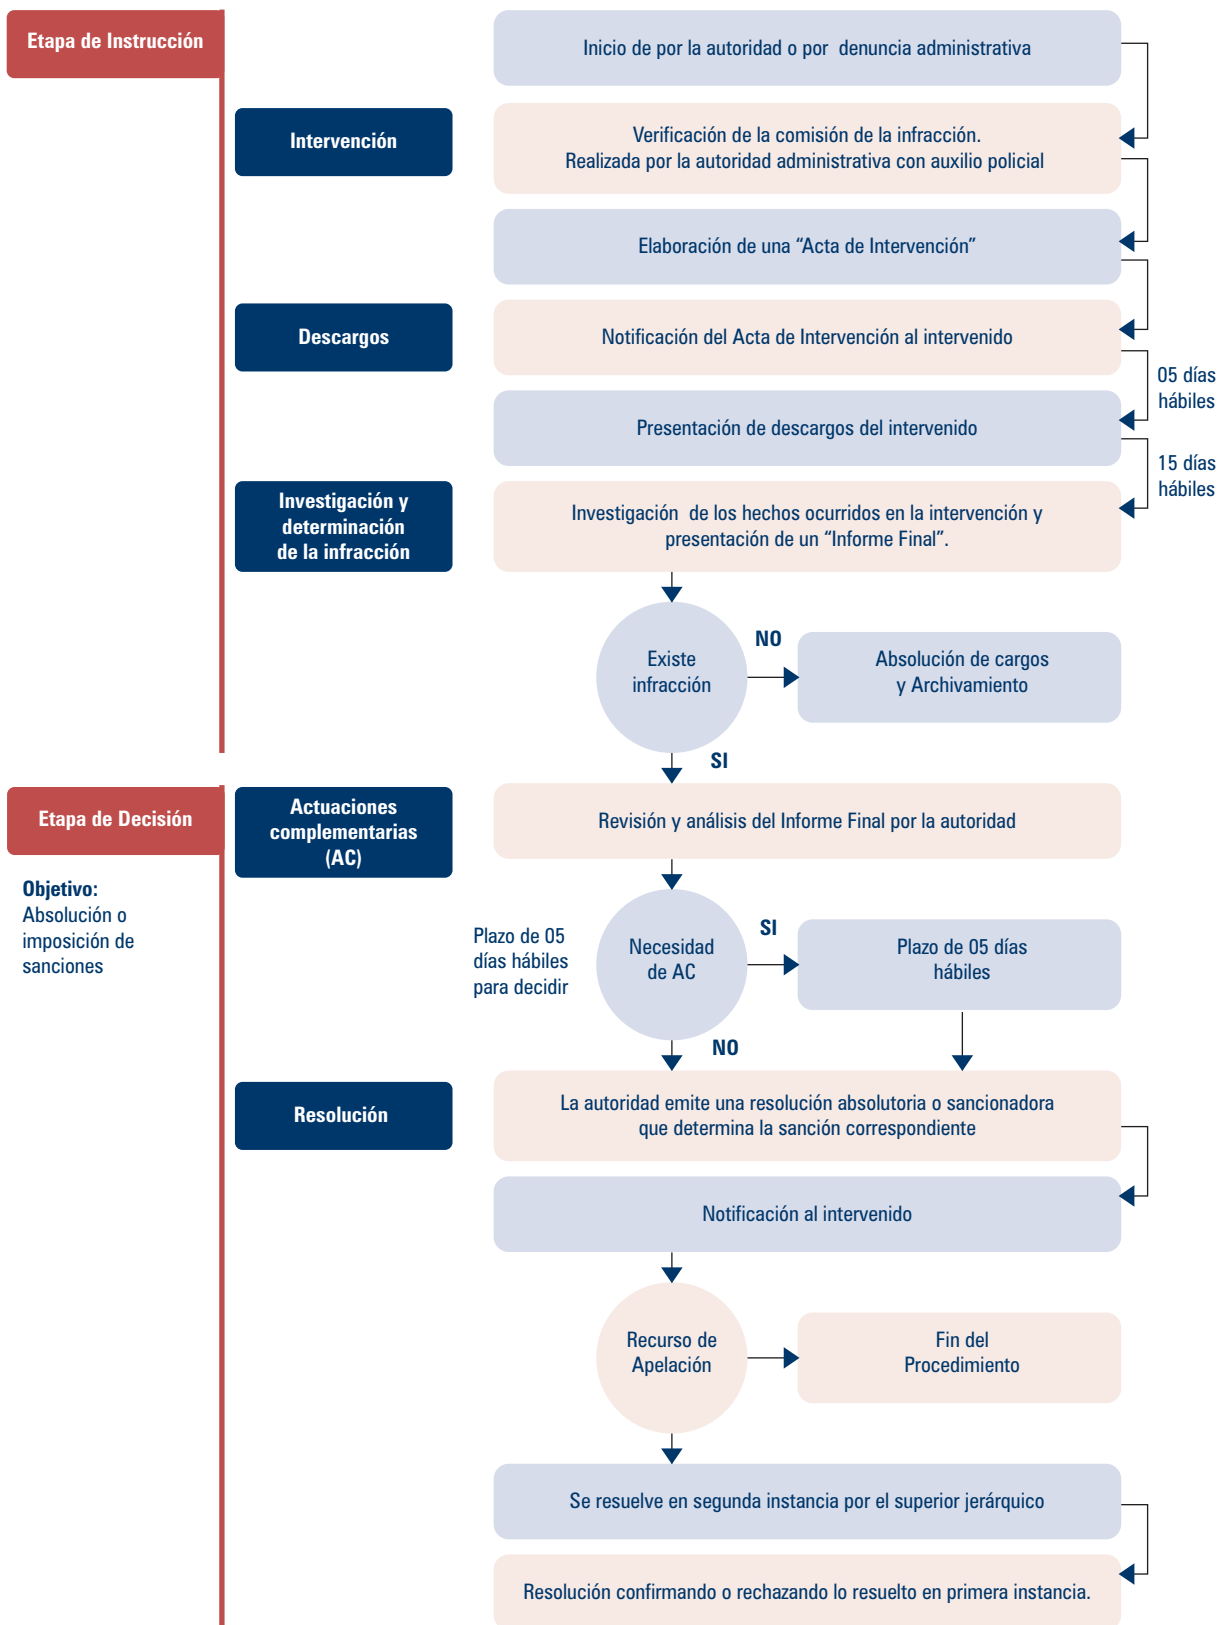 Etapa de Instrucción
Inicio de por la autoridad o por denuncia administrativa
Intervención
Verificación de la comisión de la infracción.
Realizada por la autoridad administrativa con auxilio policial
Elaboración de una “Acta de Intervención”
Descargos
Notificación del Acta de Intervención al intervenido
05 días
hábiles
Presentación de descargos del intervenido
15 días
hábiles
Investigación y
determinación
de la infracción
Investigación de los hechos ocurridos en la intervención y
presentación de un “Informe Final”.
Existe
infracción
NO
Absolución de cargos
y Archivamiento
SI
Etapa de Decisión
Objetivo:
Absolución o
imposición de
sanciones
Actuaciones
complementarias
(AC)
Revisión y análisis del Informe Final por la autoridad
Plazo de 05
días hábiles
para decidir
Necesidad
de AC
SI
Plazo de 05 días
hábiles
NO
Resolución
La autoridad emite una resolución absolutoria o sancionadora
que determina la sanción correspondiente
Notificación al intervenido
Recurso de
Apelación
Fin del
Procedimiento
Se resuelve en segunda instancia por el superior jerárquico
Resolución confirmando o rechazando lo resuelto en primera instancia.